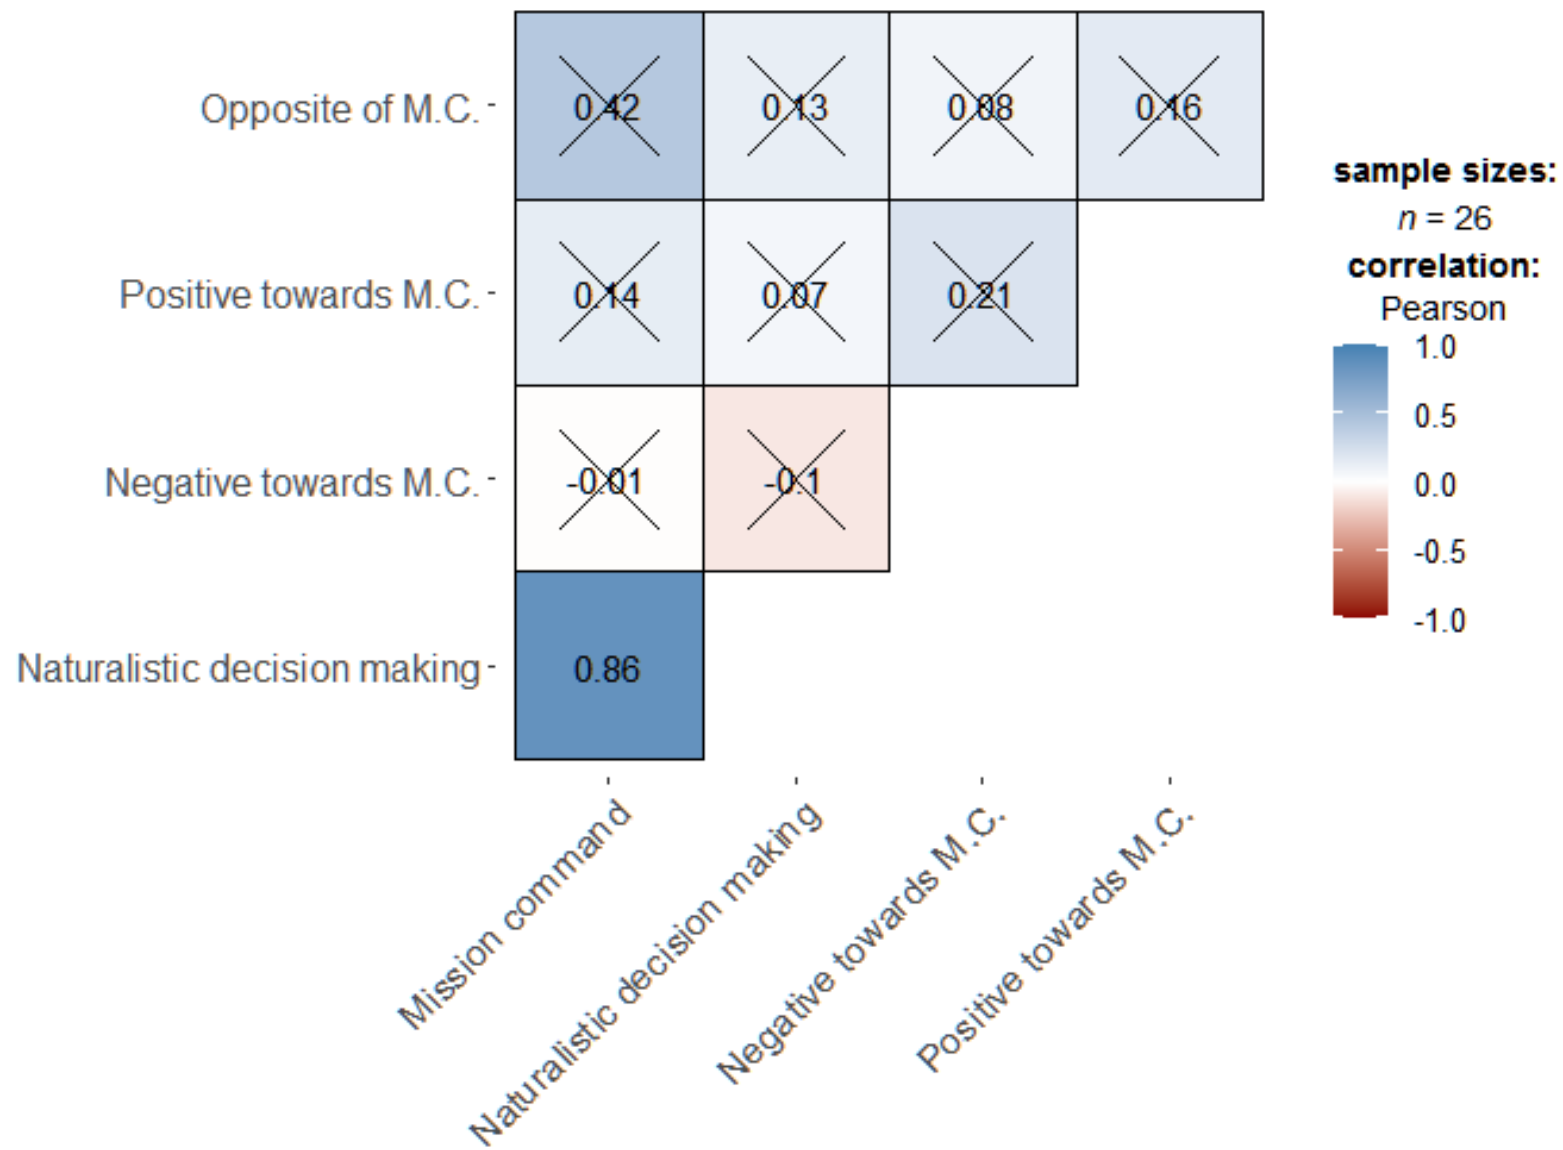 Opposite of M.C.
0.42 0.13 0.08 0.16
Positive towards M.C.
0.14 0.07 0.21
Negative towards M.C.
-0.01 -0.1
Naturalistic decision making
0.86
Mission command
Naturalistic decision making
Negative towards M.C.
Positive towards M.C.
sample sizes:
n = 26
correlation:
Pearson
1.0
0.5
0.0
-0.5
-1.0